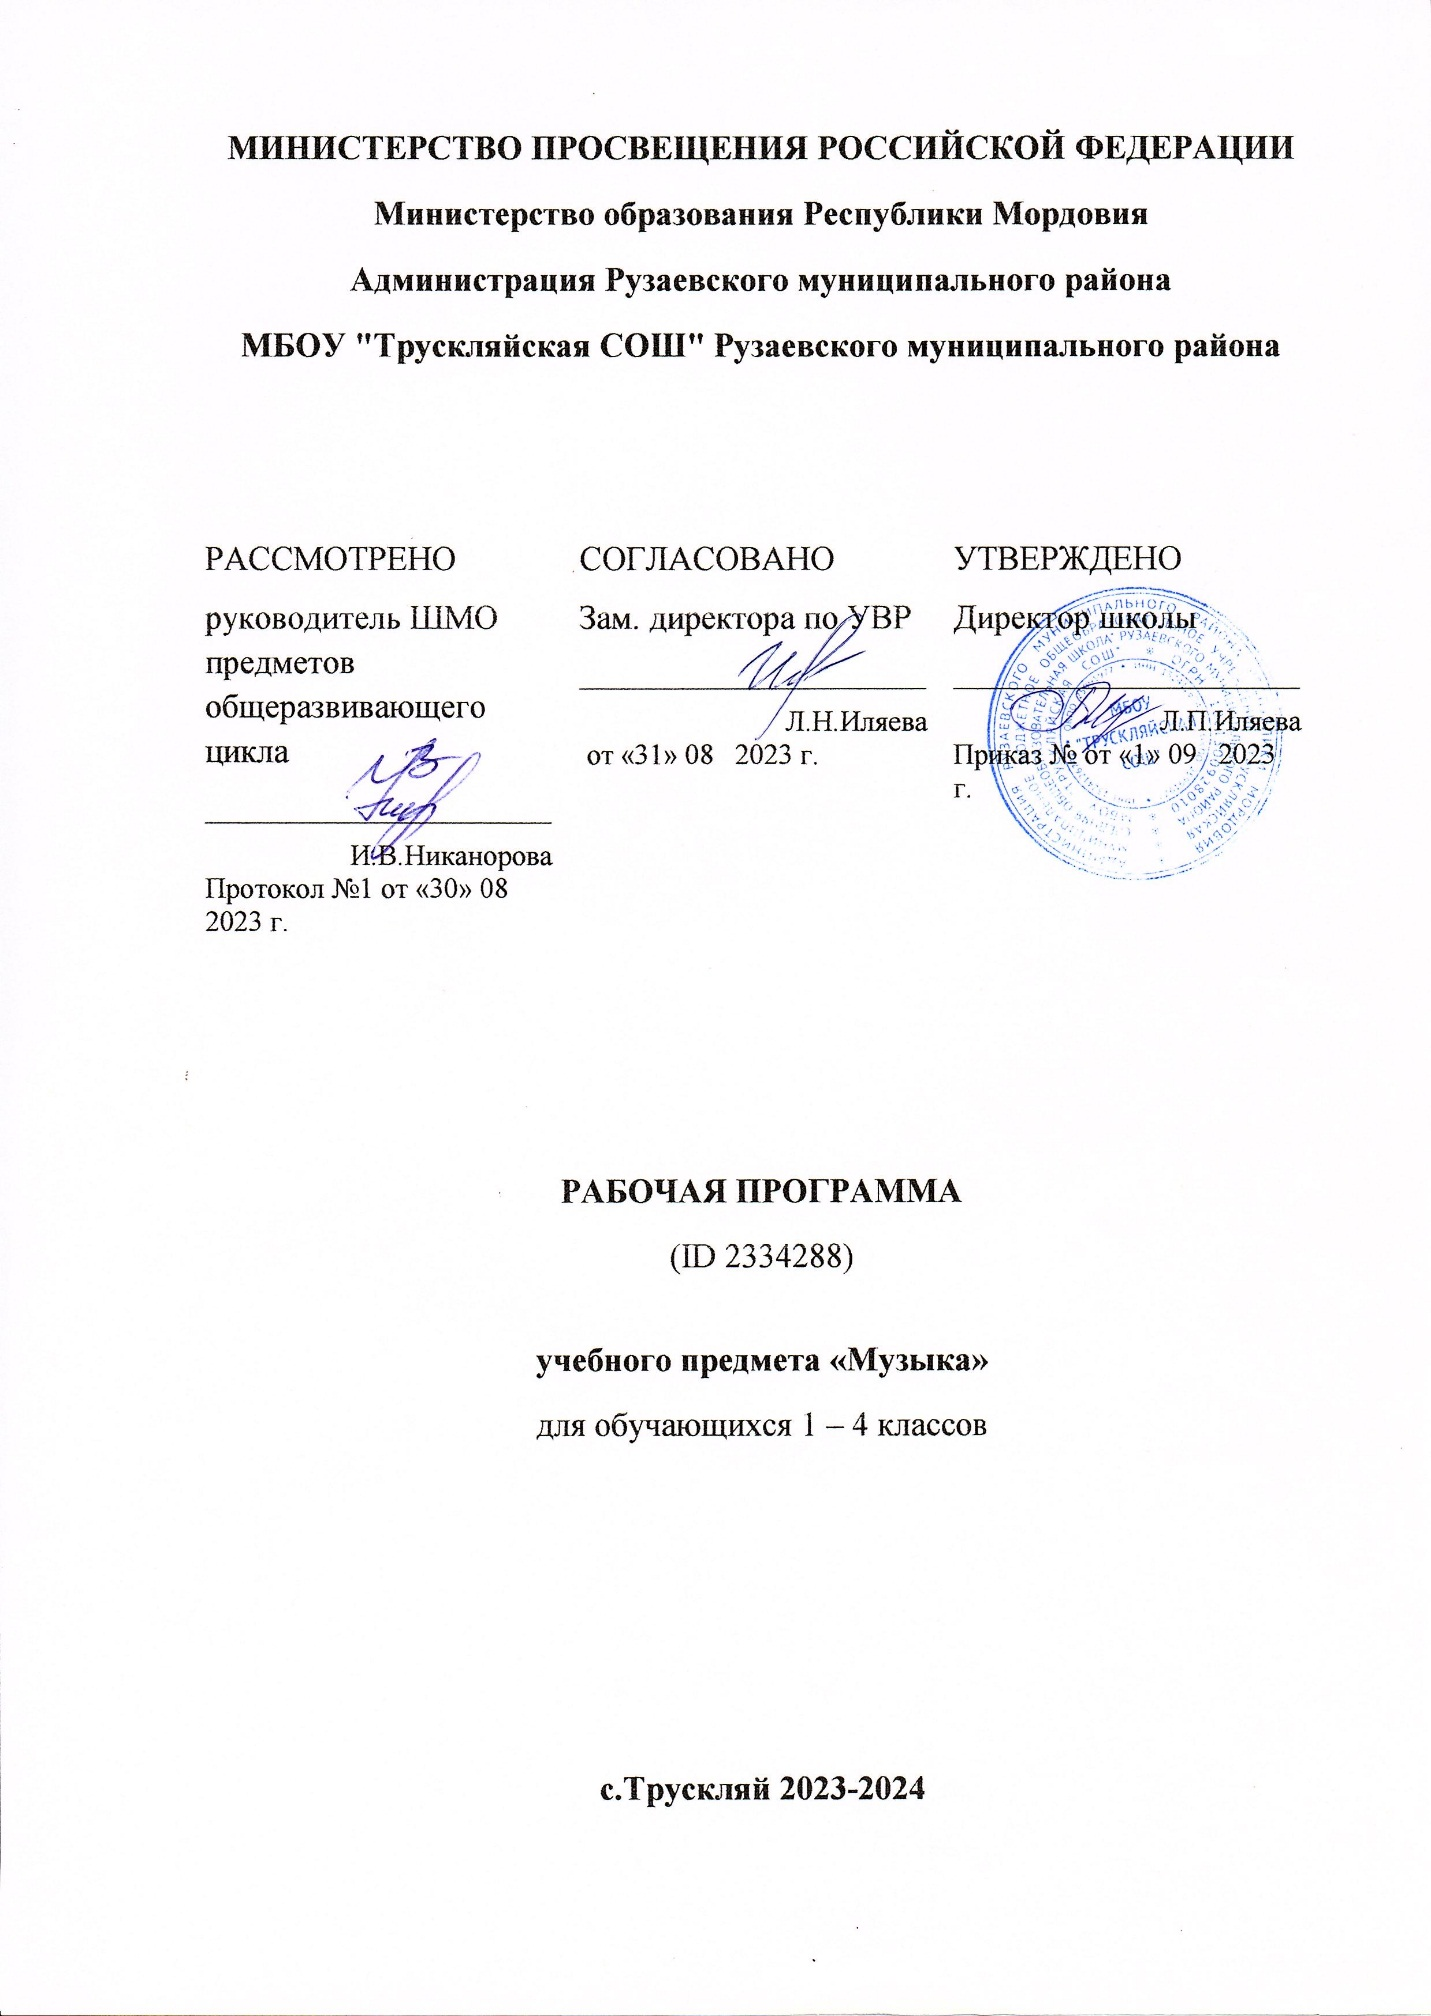 МИНИСТЕРСТВО ПРОСВЕЩЕНИЯ РОССИЙСКОЙ ФЕДЕРАЦИИ
Министерство образования Республики Мордовия
Администрация Рузаевского муниципального района
МБОУ "Трускляйская СОШ" Рузаевского муниципального района
РАССМОТРЕНО
руководитель ШМО
предметов
общеразвивающего
цикла
И.В.Никанорова
Протокол №1 от «30» 08
2023 г.
СОГЛАСОВАНО
Зам. директора по УВР
Л.Н.Иляева
от «31» 08 2023 г.
УТВЕРЖДЕНО
Директор школы
Л.П.Иляева
Приказ № от «1» 09 2023
г.
МБОУ
"ТРУСКЛЯЙСКАЯ
СОШ"
РАБОЧАЯ ПРОГРАММА
(ID 2334288)
учебного предмета «Музыка»
для обучающихся 1 – 4 классов
с.Трускляй 2023-2024